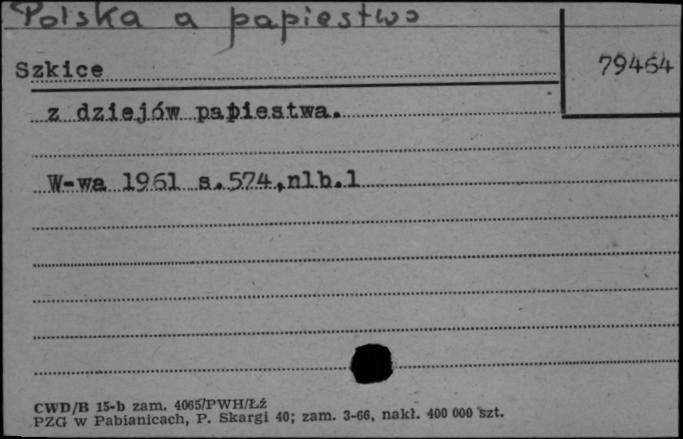 Polska a papiestwo
Szkice
79464
z dziejów papiestwa.
W-wa 1961 s.574,nlb.1
CWD/B 15-b zam. 4065/PWH/Łź
PZG w Pabianicach, P. Skargi 40; zam. 3-66, nakł. 400 000 szt.